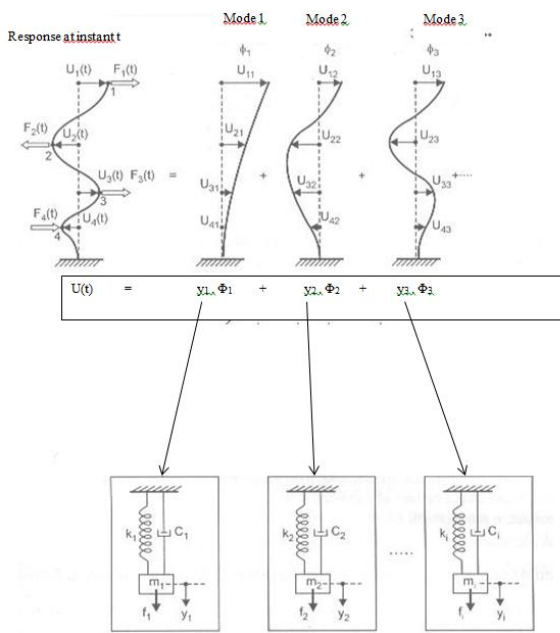 Mode 1 Mode 2 Mode 3
Response at instant t
ϕ1 ϕ2 ϕ3
U1(t) F1(t) U11 U12 U13
1
F2(t) U2(t) U21 U22 U23
2
U3(t) F3(t) = U31 + U32 + U33 +....
3
F4(t) U4(t) U41 U42 U43
4
U(t) = y1. Φ1 + y2. Φ2 + y3. Φ3
k1 C1 k2 C2 ki Ci
.....
m1 m2 mi
f1 y1 f2 y2 fi yi